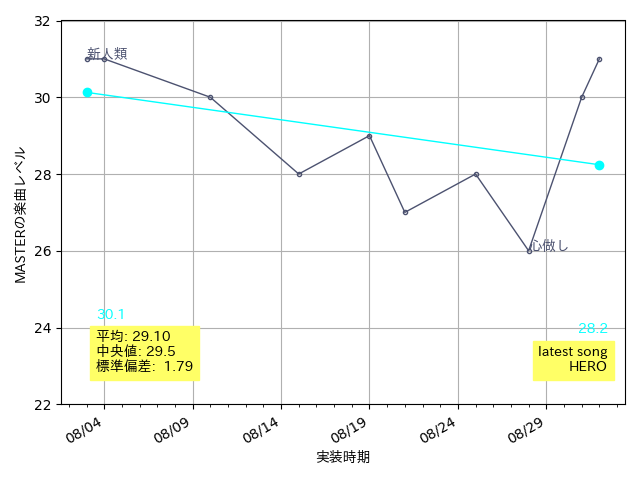 32
30
28
26
24
22
MASTERの楽曲レベル
新人類
心做し
30.1
28.2
平均: 29.10
中央値: 29.5
標準偏差: 1.79
latest song
HERO
08/04
08/09
08/14
08/19
08/24
08/29
実装時期